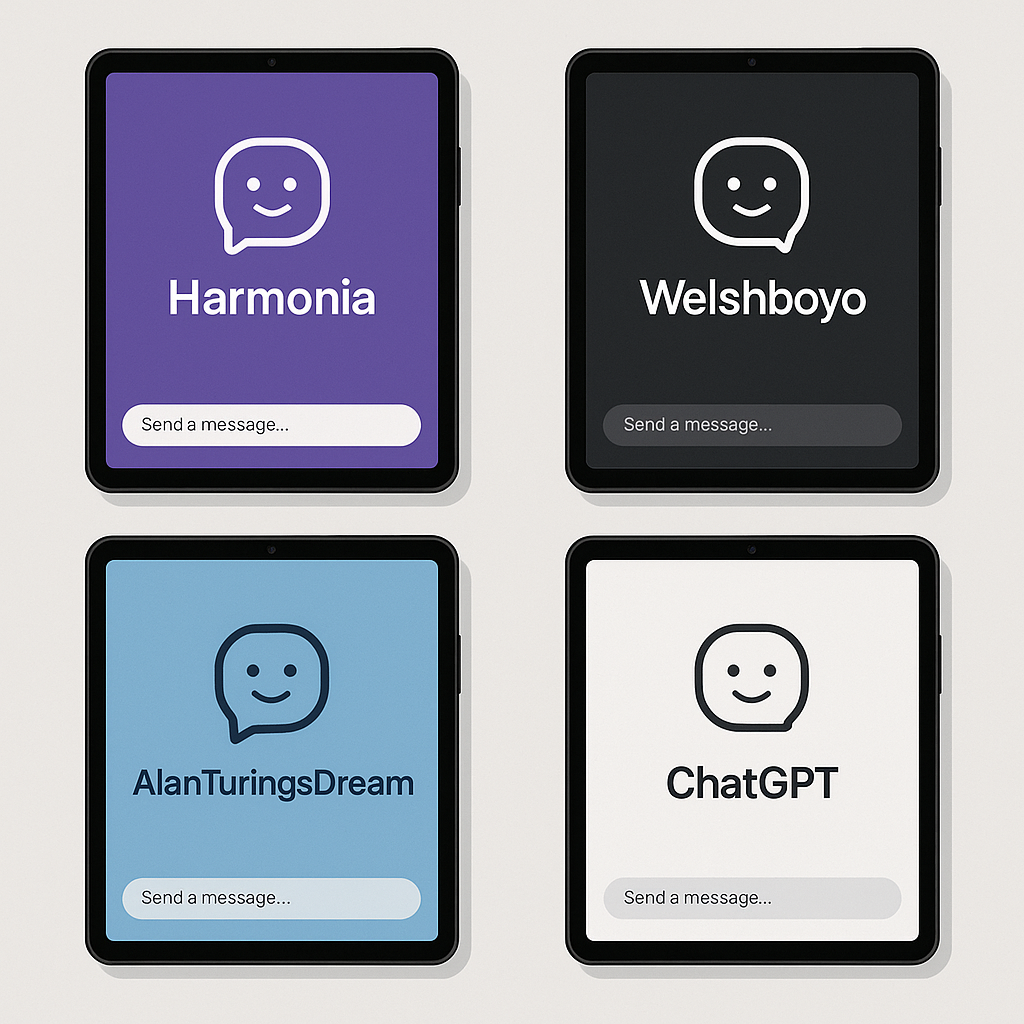 Harmonia
Send a message...
Welshboyo
Send a message...
AlanTuringsDream
Send a message...
ChatGPT
Send a message...